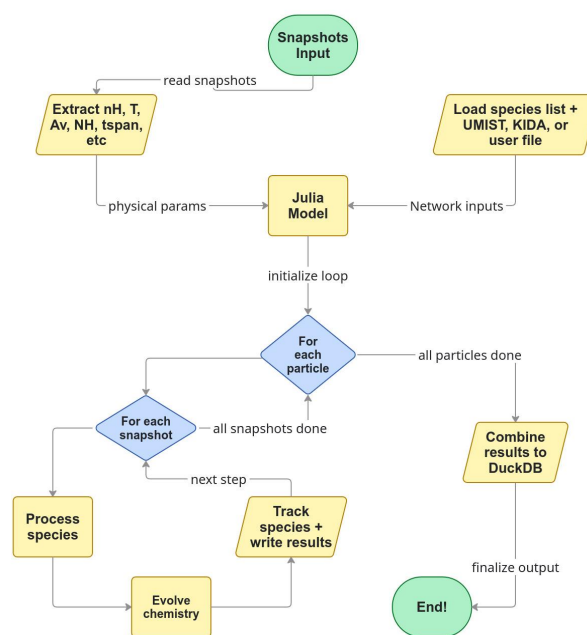 Snapshots
Input
read snapshots
Extract nH, T,
Av, NH, tspan,
etc
Load species list +
UMIST, KIDA, or
user file
physical params
Julia
Model
Network inputs
initialize loop
For
each
particle
all particles done
For each
snapshot
all snapshots done
Combine
results to
DuckDB
next step
Process
species
Track
species +
write results
finalize output
Evolve
chemistry
End!